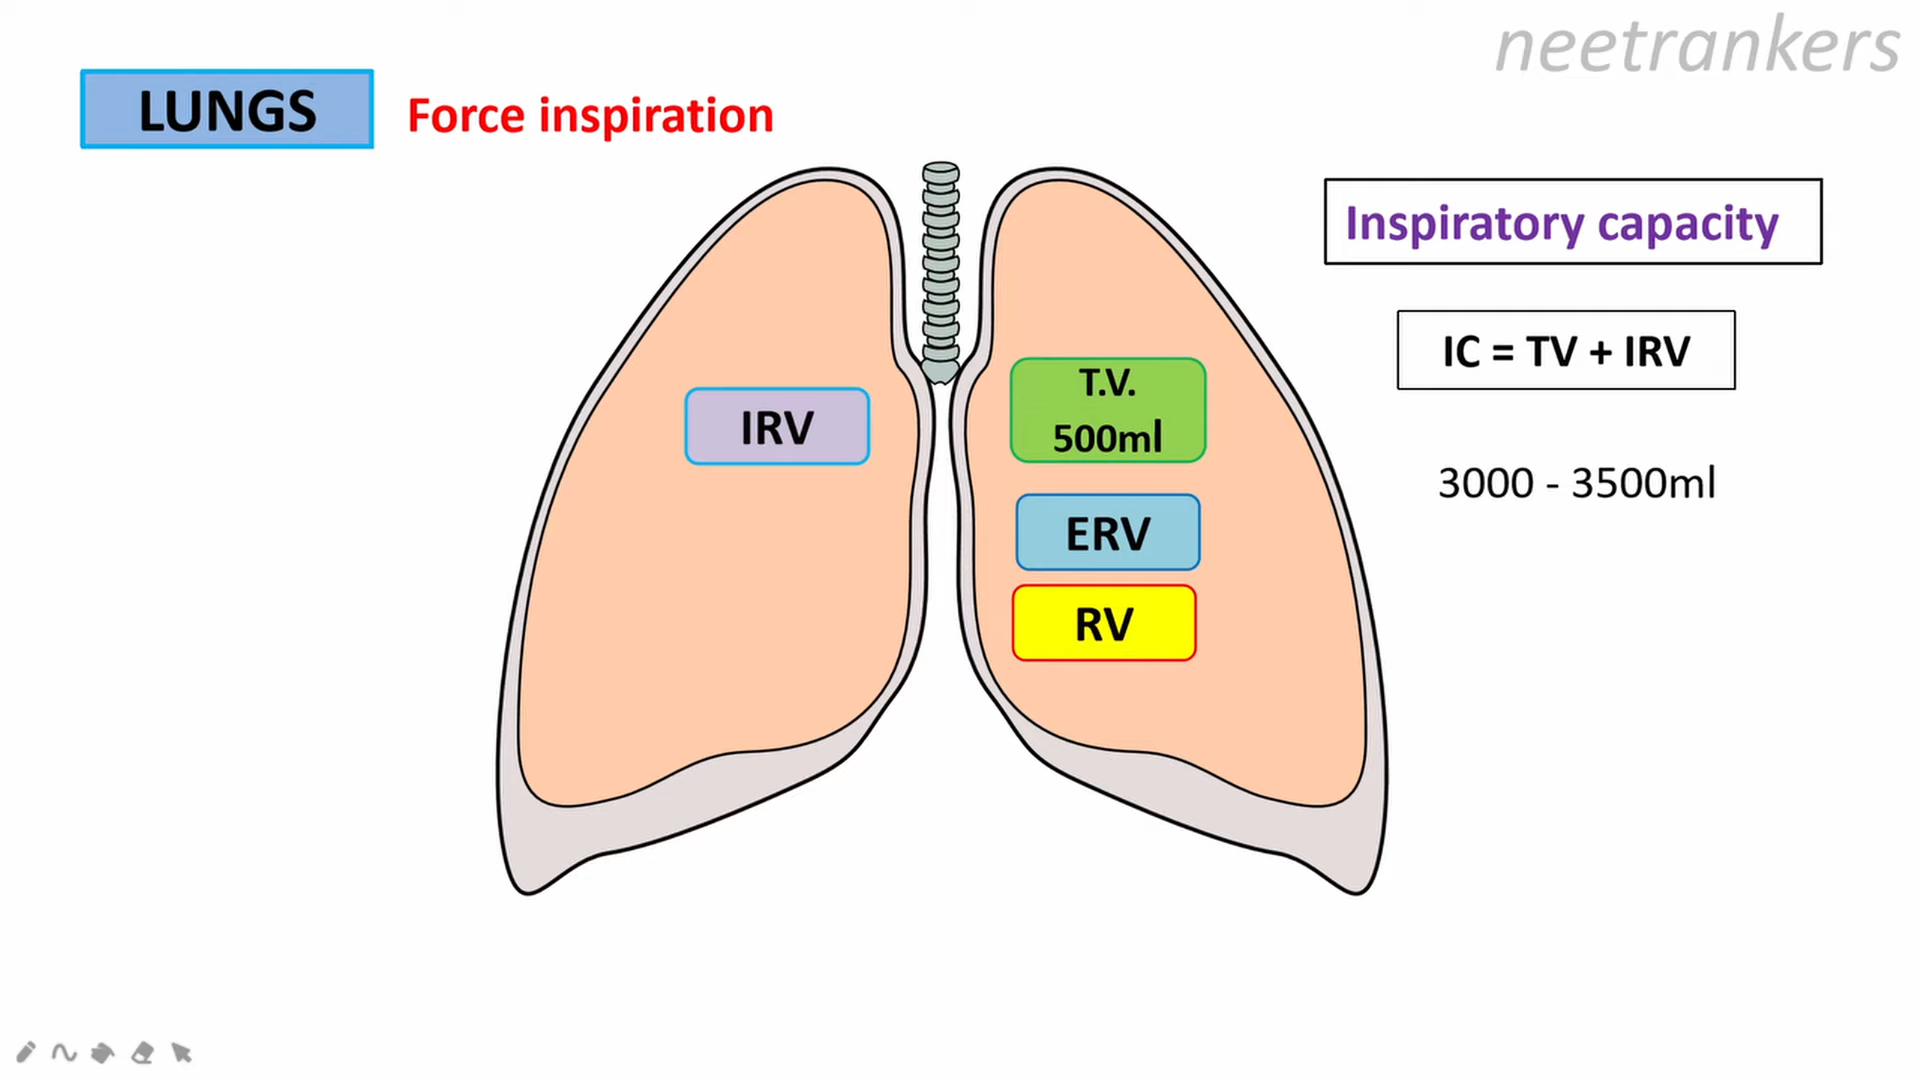 neetrankers
LUNGS
Force inspiration
Inspiratory capacity
IC = TV + IRV
3000 - 3500ml
IRV
T.V.
500ml
ERV
RV